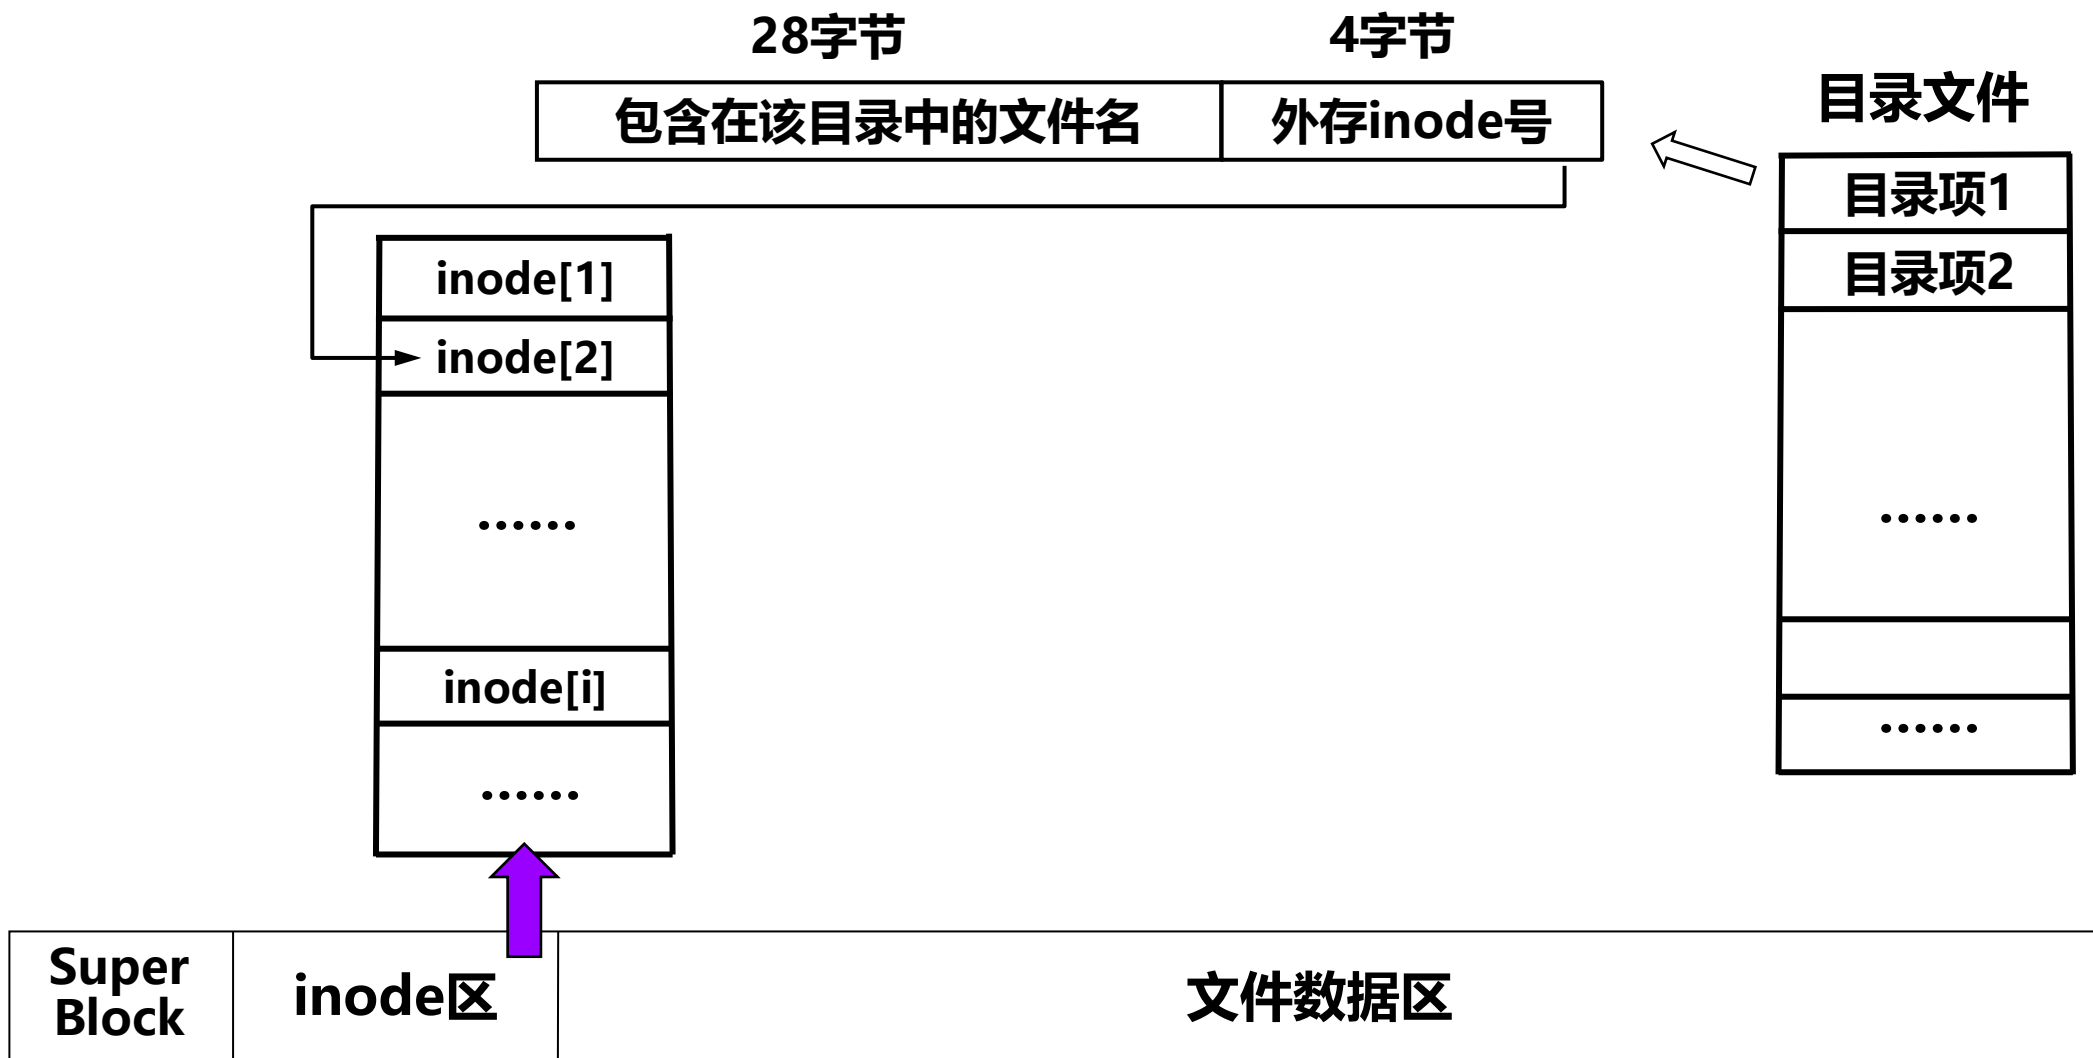 28字节
4字节
包含在该目录中的文件名
外存inode号
目录文件
目录项1
目录项2
......
......
inode[1]
inode[2]
......
inode[i]
......
Super
Block
inode区
文件数据区